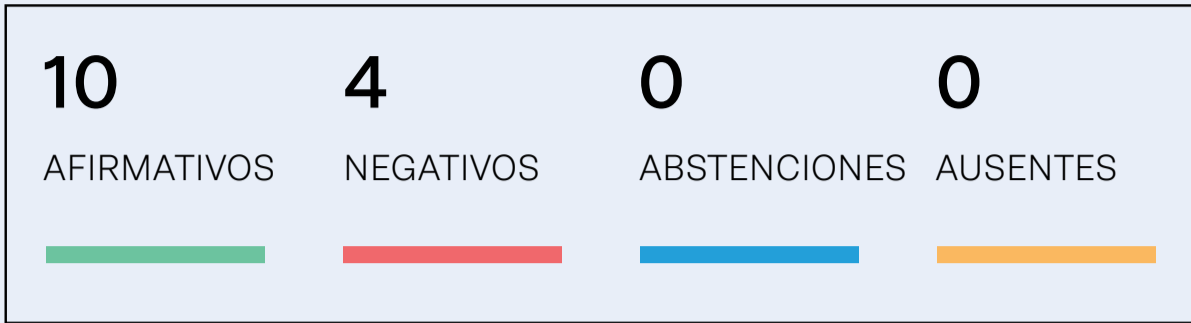 10 4 0 0
AFIRMATIVOS NEGATIVOS ABSTENCIONES AUSENTES